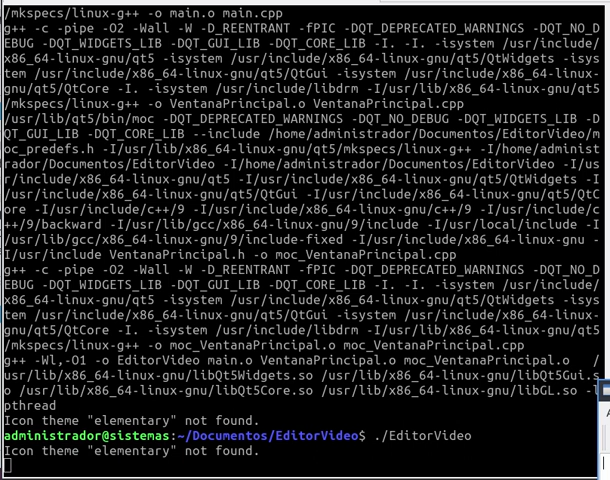 /mkspecs/linux-g++ -o main.o main.cpp
g++ -c -pipe -O2 -Wall -W -D_REENTRANT -fPIC -DQT_DEPRECATED_WARNINGS -DQT_NO_D
EBUG -DQT_WIDGETS_LIB -DQT_GUI_LIB -DQT_CORE_LIB -I. -I. -isystem /usr/include/
x86_64-linux-gnu/qt5 -isystem /usr/include/x86_64-linux-gnu/qt5/QtWidgets -isys
tem /usr/include/x86_64-linux-gnu/qt5/QtGui -isystem /usr/include/x86_64-linux-
gnu/qt5/QtCore -I. -isystem /usr/include/libdrm -I/usr/lib/x86_64-linux-gnu/qt5
/mkspecs/linux-g++ -o VentanaPrincipal.o VentanaPrincipal.cpp
/usr/lib/qt5/bin/moc -DQT_DEPRECATED_WARNINGS -DQT_NO_DEBUG -DQT_WIDGETS_LIB -D
QT_GUI_LIB -DQT_CORE_LIB --include /home/administrador/Documentos/EditorVideo/m
oc_predefs.h -I/usr/lib/x86_64-linux-gnu/qt5/mkspecs/linux-g++ -I/home/administ
rador/Documentos/EditorVideo -I/home/administrador/Documentos/EditorVideo -I/us
r/include/x86_64-linux-gnu/qt5 -I/usr/include/x86_64-linux-gnu/qt5/QtWidgets -I
/usr/include/x86_64-linux-gnu/qt5/QtGui -I/usr/include/x86_64-linux-gnu/qt5/QtC
ore -I/usr/include/c++/9 -I/usr/include/x86_64-linux-gnu/c++/9 -I/usr/include/c
++/9/backward -I/usr/lib/gcc/x86_64-linux-gnu/9/include -I/usr/local/include -I
/usr/lib/gcc/x86_64-linux-gnu/9/include-fixed -I/usr/include/x86_64-linux-gnu -
I/usr/include VentanaPrincipal.h -o moc_VentanaPrincipal.cpp
g++ -c -pipe -O2 -Wall -W -D_REENTRANT -fPIC -DQT_DEPRECATED_WARNINGS -DQT_NO_D
EBUG -DQT_WIDGETS_LIB -DQT_GUI_LIB -DQT_CORE_LIB -I. -I. -isystem /usr/include/
x86_64-linux-gnu/qt5 -isystem /usr/include/x86_64-linux-gnu/qt5/QtWidgets -isys
tem /usr/include/x86_64-linux-gnu/qt5/QtGui -isystem /usr/include/x86_64-linux-
gnu/qt5/QtCore -I. -isystem /usr/include/libdrm -I/usr/lib/x86_64-linux-gnu/qt5
/mkspecs/linux-g++ -o moc_VentanaPrincipal.o moc_VentanaPrincipal.cpp
g++ -Wl,-O1 -o EditorVideo main.o VentanaPrincipal.o moc_VentanaPrincipal.o   /
usr/lib/x86_64-linux-gnu/libQt5Widgets.so /usr/lib/x86_64-linux-gnu/libQt5Gui.s
o /usr/lib/x86_64-linux-gnu/libQt5Core.so /usr/lib/x86_64-linux-gnu/libGL.so -l
pthread
Icon theme "elementary" not found.
administrador@sistemas:~/Documentos/EditorVideo$ ./EditorVideo
Icon theme "elementary" not found.